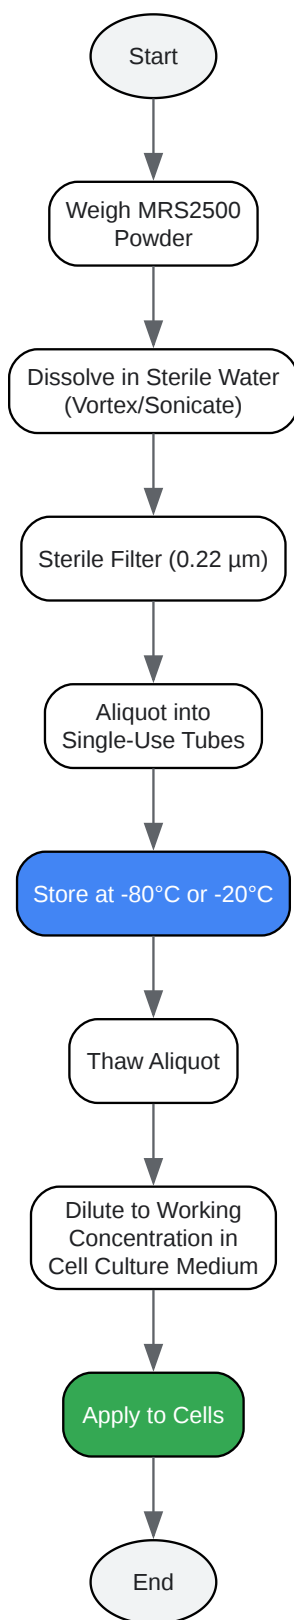 Start
Weigh MRS2500
Powder
Dissolve in Sterile Water
(Vortex/Sonicate)
Sterile Filter (0.22 µm)
Aliquot into
Single-Use Tubes
Store at -80°C or -20°C
Thaw Aliquot
Dilute to Working
Concentration in
Cell Culture Medium
Apply to Cells
End